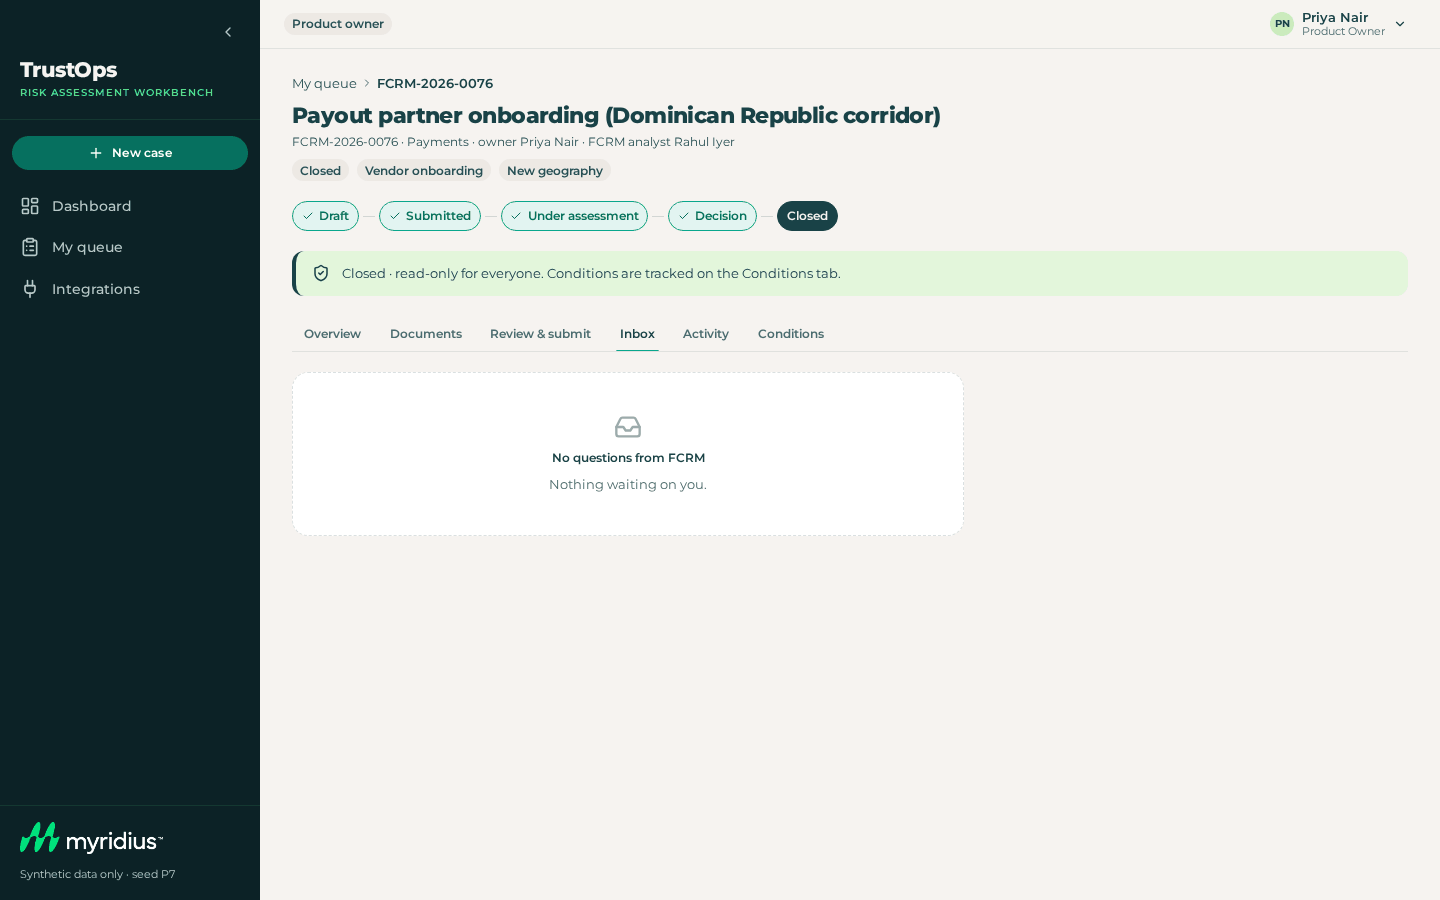 TrustOps
RISK ASSESSMENT WORKBENCH
New case
Dashboard
My queue
Integrations
myridius™
Synthetic data only · seed P7
Product owner
PN
Priya Nair
Product Owner
My queue > FCRM-2026-0076
Payout partner onboarding (Dominican Republic corridor)
FCRM-2026-0076 · Payments · owner Priya Nair · FCRM analyst Rahul Iyer
Closed Vendor onboarding New geography
Draft Submitted Under assessment Decision Closed
Closed · read-only for everyone. Conditions are tracked on the Conditions tab.
Overview Documents Review & submit Inbox Activity Conditions
No questions from FCRM
Nothing waiting on you.